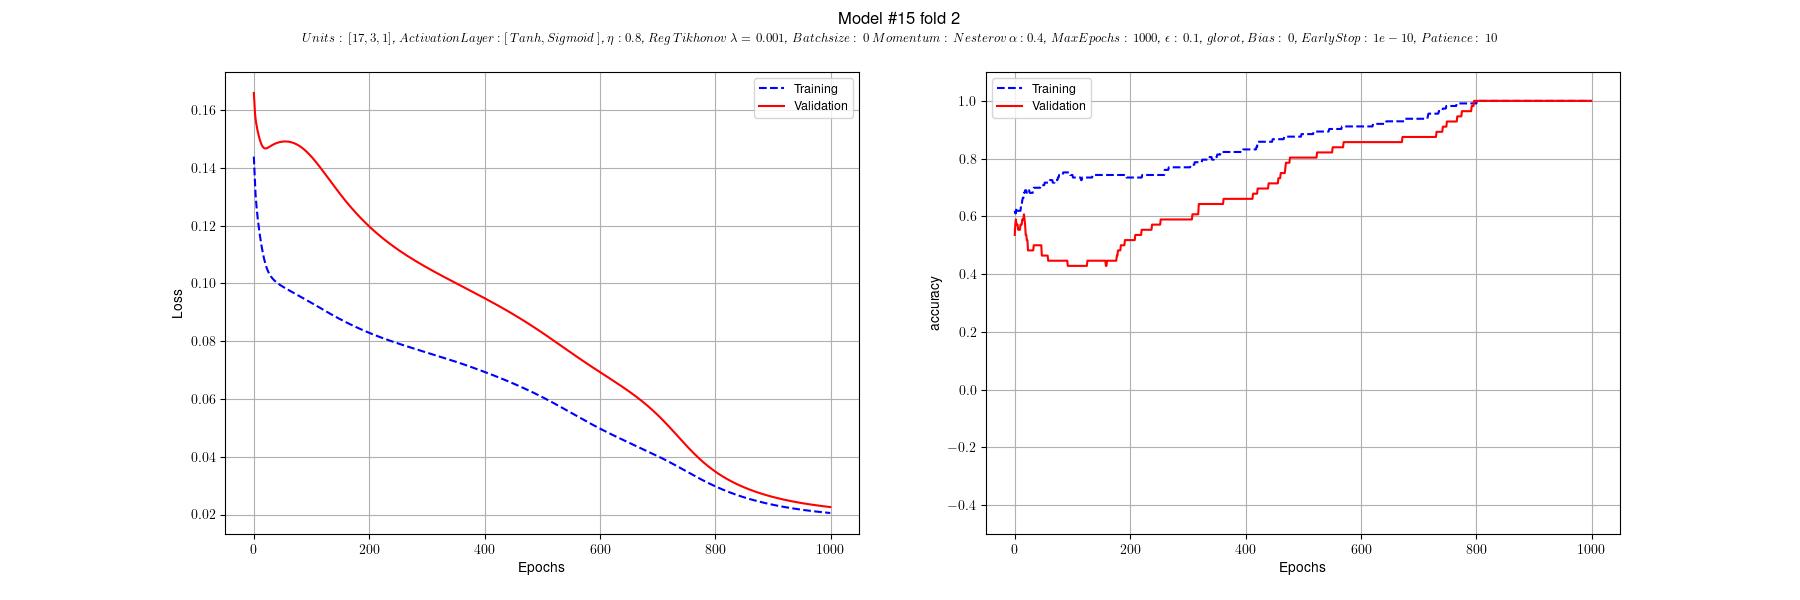 Model #15 fold 2
Units : [17, 3, 1], ActivationLayer : [ Tanh, Sigmoid ], η : 0.8, Reg Tikhonov λ = 0.001, Batchsize : 0 Momentum : Nesterov α : 0.4, MaxEpochs : 1000, ϵ : 0.1, glorot, Bias : 0, EarlyStop : 1e − 10, Patience : 10
Training
Validation
0.16
0.14
0.12
0.10
0.08
0.06
0.04
0.02
Loss
0 200 400 600 800 1000
Epochs
Training
Validation
1.0
0.8
0.6
0.4
0.2
0.0
−0.2
−0.4
accuracy
0 200 400 600 800 1000
Epochs